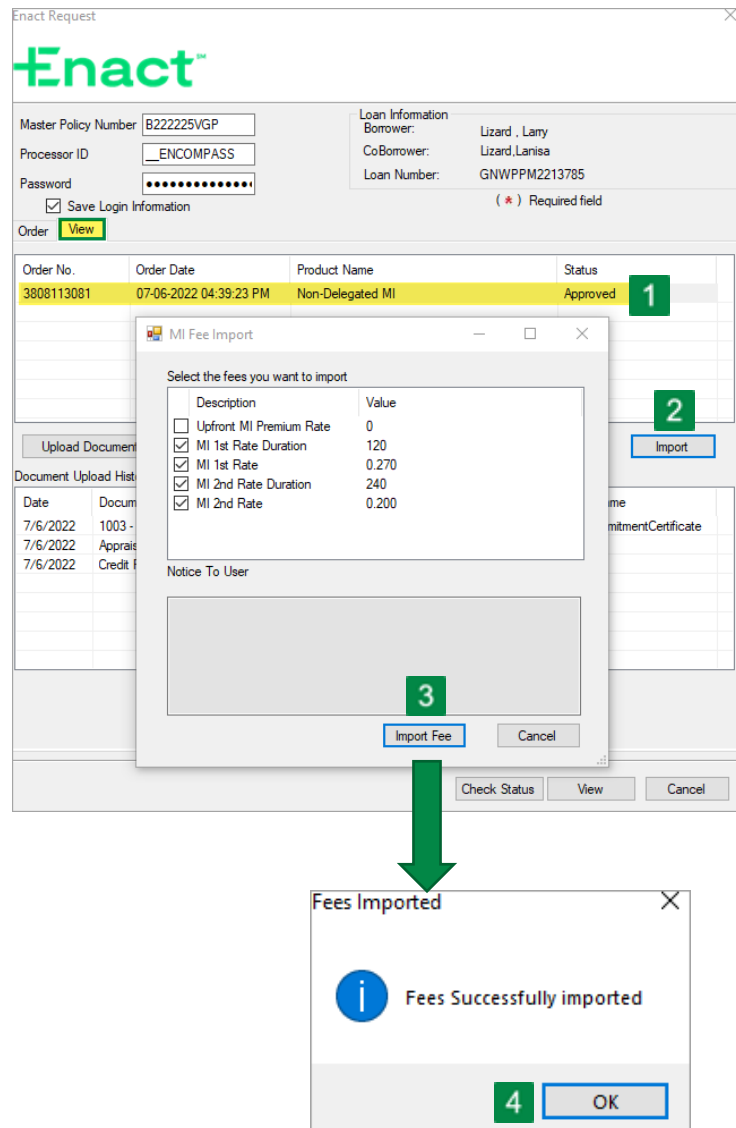 Enact Request
Enact℠
Master Policy Number B222225VGP
Processor ID __ENCOMPASS
Password
Save Login Information
Loan Information
Borrower: Lizard , Larry
CoBorrower: Lizard,Lanisa
Loan Number: GNWPPM2213785
( * ) Required field
Order View
Order No. Order Date Product Name Status
3808113081 07-06-2022 04:39:23 PM Non-Delegated MI Approved 1
MI Fee Import
Select the fees you want to import
Description Value
Upfront MI Premium Rate 0
MI 1st Rate Duration 120
MI 1st Rate 0.270
MI 2nd Rate Duration 240
MI 2nd Rate 0.200
2
Upload Document
Import
Document Upload Hist
Date Docum me
7/6/2022 1003 - mitmentCertificate
7/6/2022 Apprais
7/6/2022 Credit F
Notice To User
3
Import Fee Cancel
Check Status View Cancel
Fees Imported
i Fees Successfully imported
4 OK